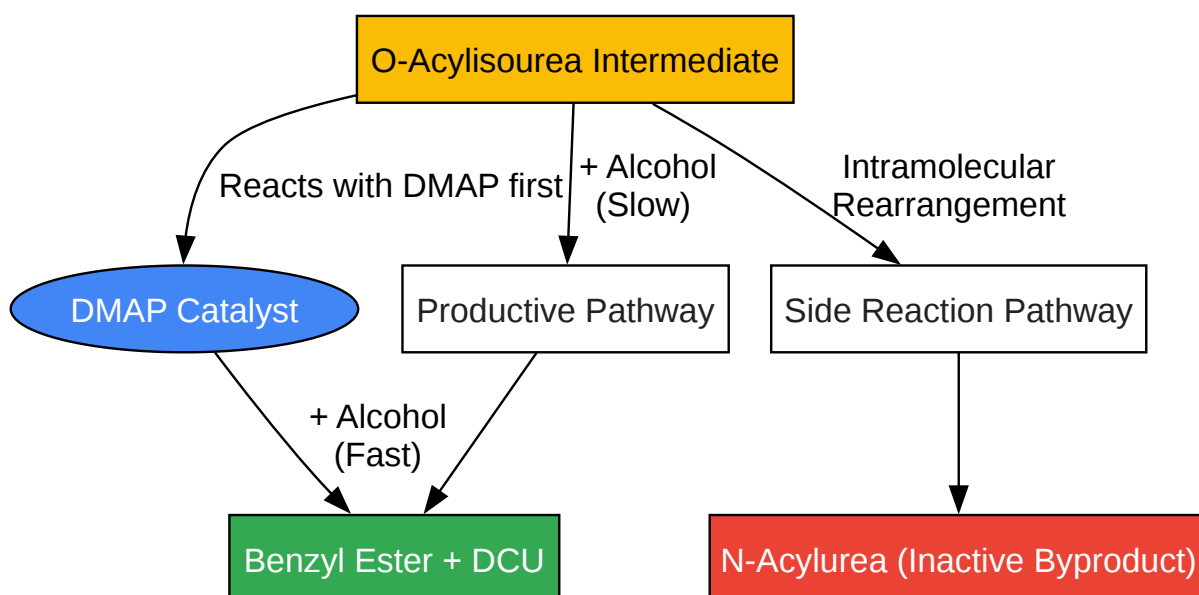 O-Acylisourea Intermediate
Reacts with DMAP first
+ Alcohol
(Slow)
Intramolecular
Rearrangement
DMAP Catalyst
Productive Pathway
Side Reaction Pathway
+ Alcohol
(Fast)
Benzyl Ester + DCU
N-Acylurea (Inactive Byproduct)